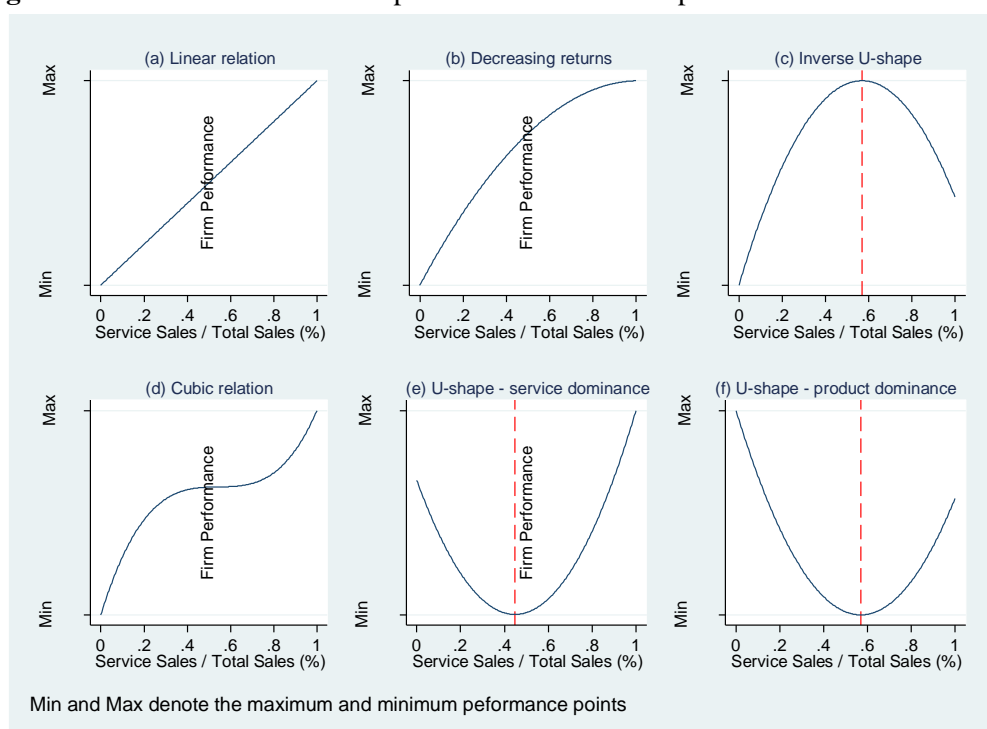 (a) Linear relation
Max
Firm Performance
Min
0 .2 .4 .6 .8 1
Service Sales / Total Sales (%)
(b) Decreasing returns
Max
Firm Performance
Min
0 .2 .4 .6 .8 1
Service Sales / Total Sales (%)
(c) Inverse U-shape
Max
Min
0 .2 .4 .6 .8 1
Service Sales / Total Sales (%)
(d) Cubic relation
Max
Firm Performance
Min
0 .2 .4 .6 .8 1
Service Sales / Total Sales (%)
(e) U-shape - service dominance
Max
Firm Performance
Min
0 .2 .4 .6 .8 1
Service Sales / Total Sales (%)
(f) U-shape - product dominance
Max
Min
0 .2 .4 .6 .8 1
Service Sales / Total Sales (%)
Min and Max denote the maximum and minimum peformance points